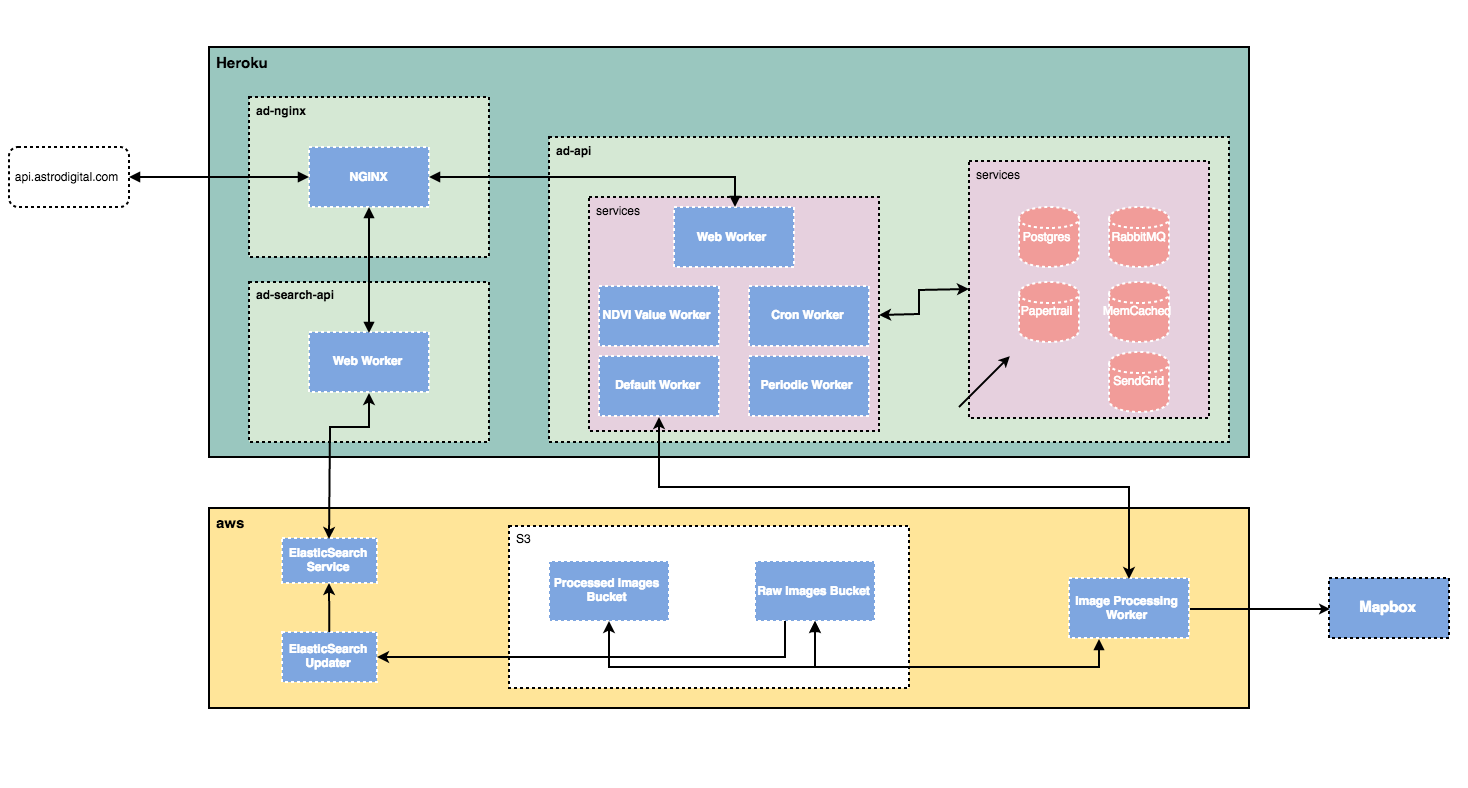 Heroku
ad-nginx
api.astrodigital.com
NGINX
ad-search-api
Web Worker
ad-api
services
Web Worker
NDVI Value Worker
Cron Worker
Default Worker
Periodic Worker
services
Postgres
RabbitMQ
Papertrail
MemCached
SendGrid
aws
ElasticSearch
Service
ElasticSearch
Updater
S3
Processed Images
Bucket
Raw Images Bucket
Image Processing
Worker
Mapbox